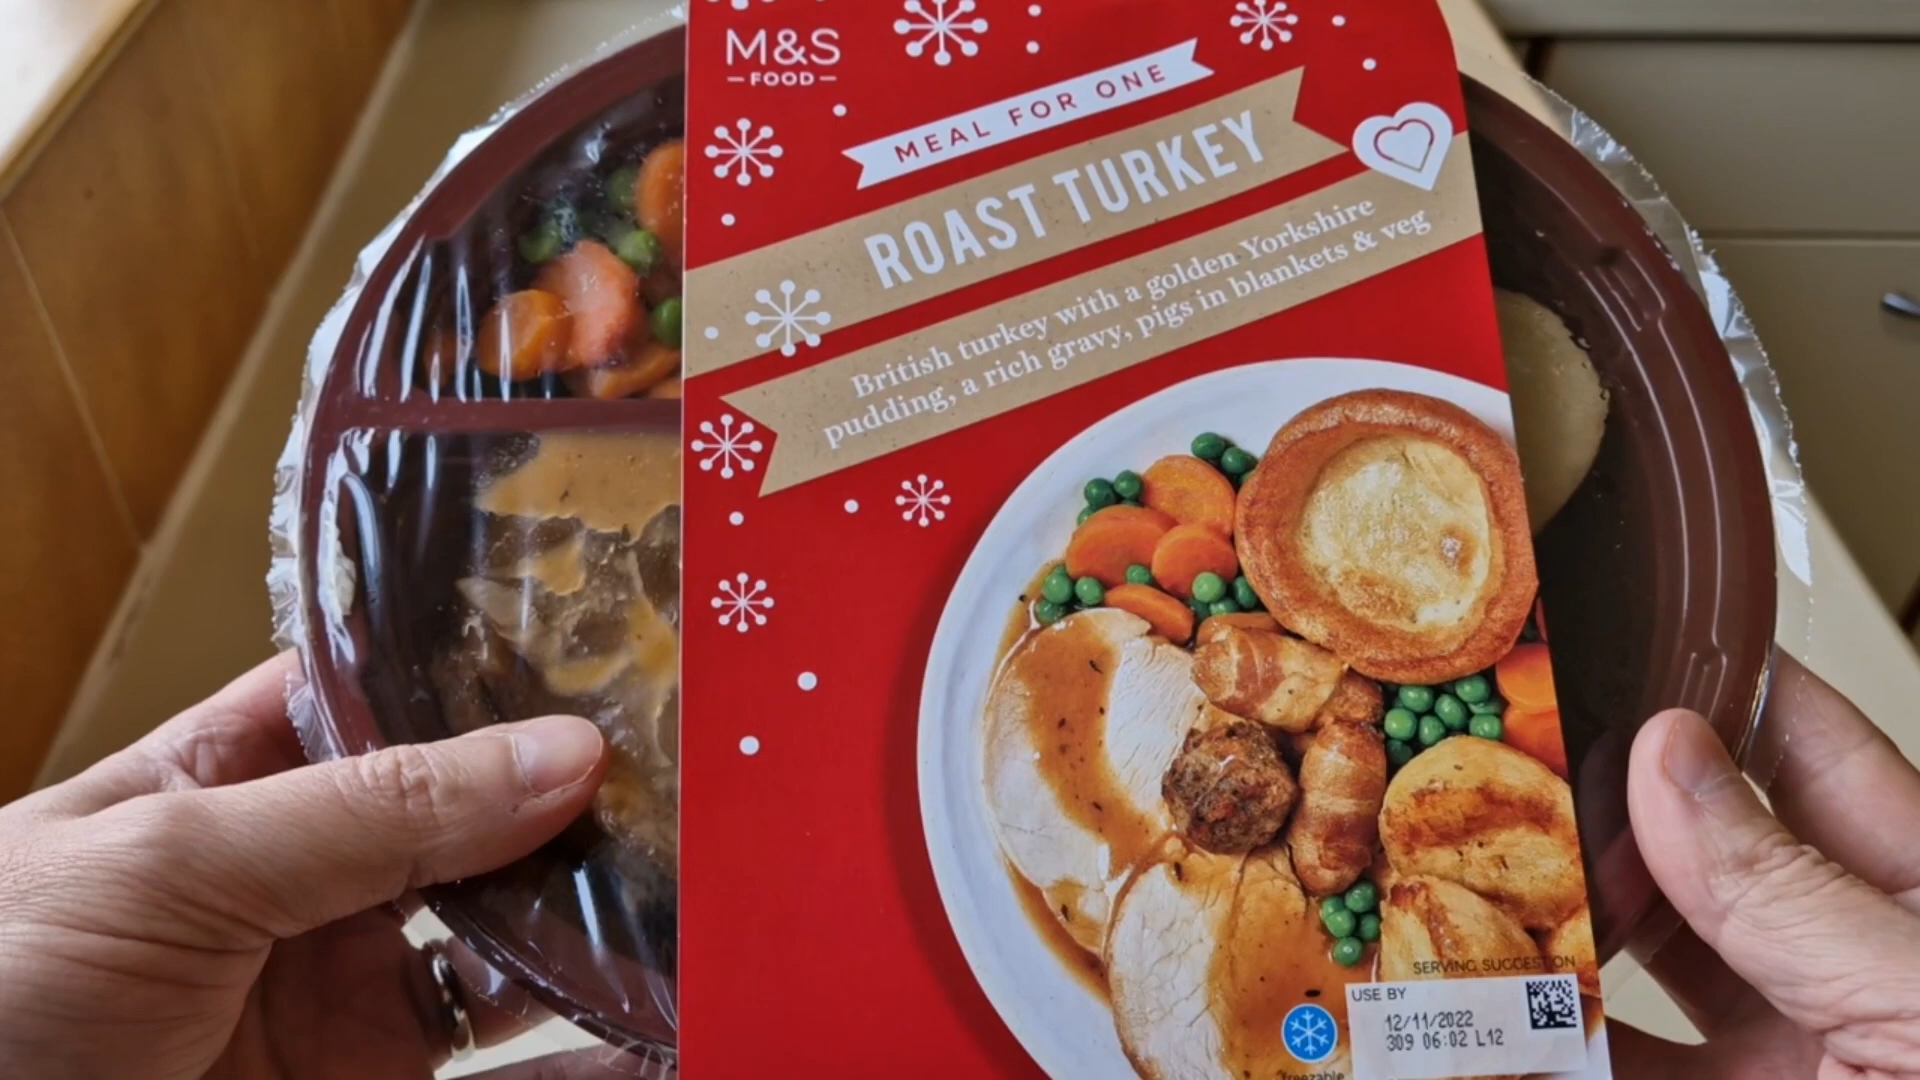 M&S
FOOD
MEAL FOR ONE
ROAST TURKEY
British turkey with a golden Yorkshire
pudding, a rich gravy, pigs in blankets & veg
SERVING SUGGESTION
USE BY
12/11/2022
309 06:02 L12
freezable